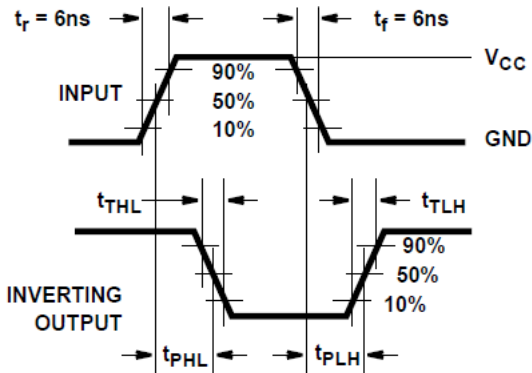 tr = 6ns
tf = 6ns
VCC
90%
INPUT
50%
10%
GND
tTHL
tTLH
90%
50%
INVERTING
10%
OUTPUT
tPHL
tPLH